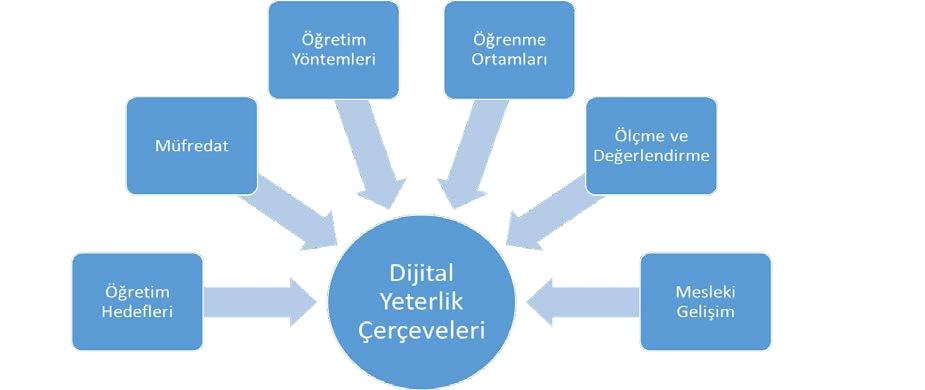 Öğretim
Yöntemleri
Öğrenme
Ortamları
Müfredat
Ölçme ve
Değerlendirme
Öğretim
Hedefleri
Dijital
Yeterlik
Çerçeveleri
Mesleki
Gelişim